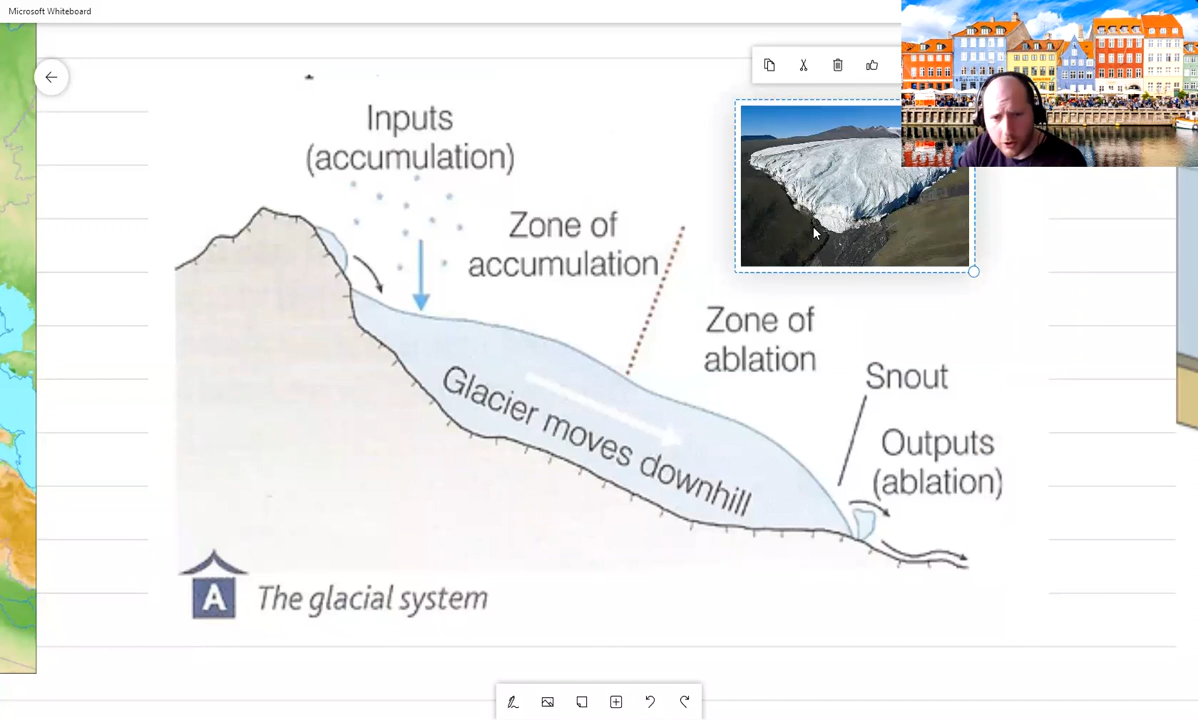 Microsoft Whiteboard
Inputs
(accumulation)
Zone of
accumulation
Zone of
ablation
Snout
Outputs
(ablation)
Glacier moves downhill
A
The glacial system